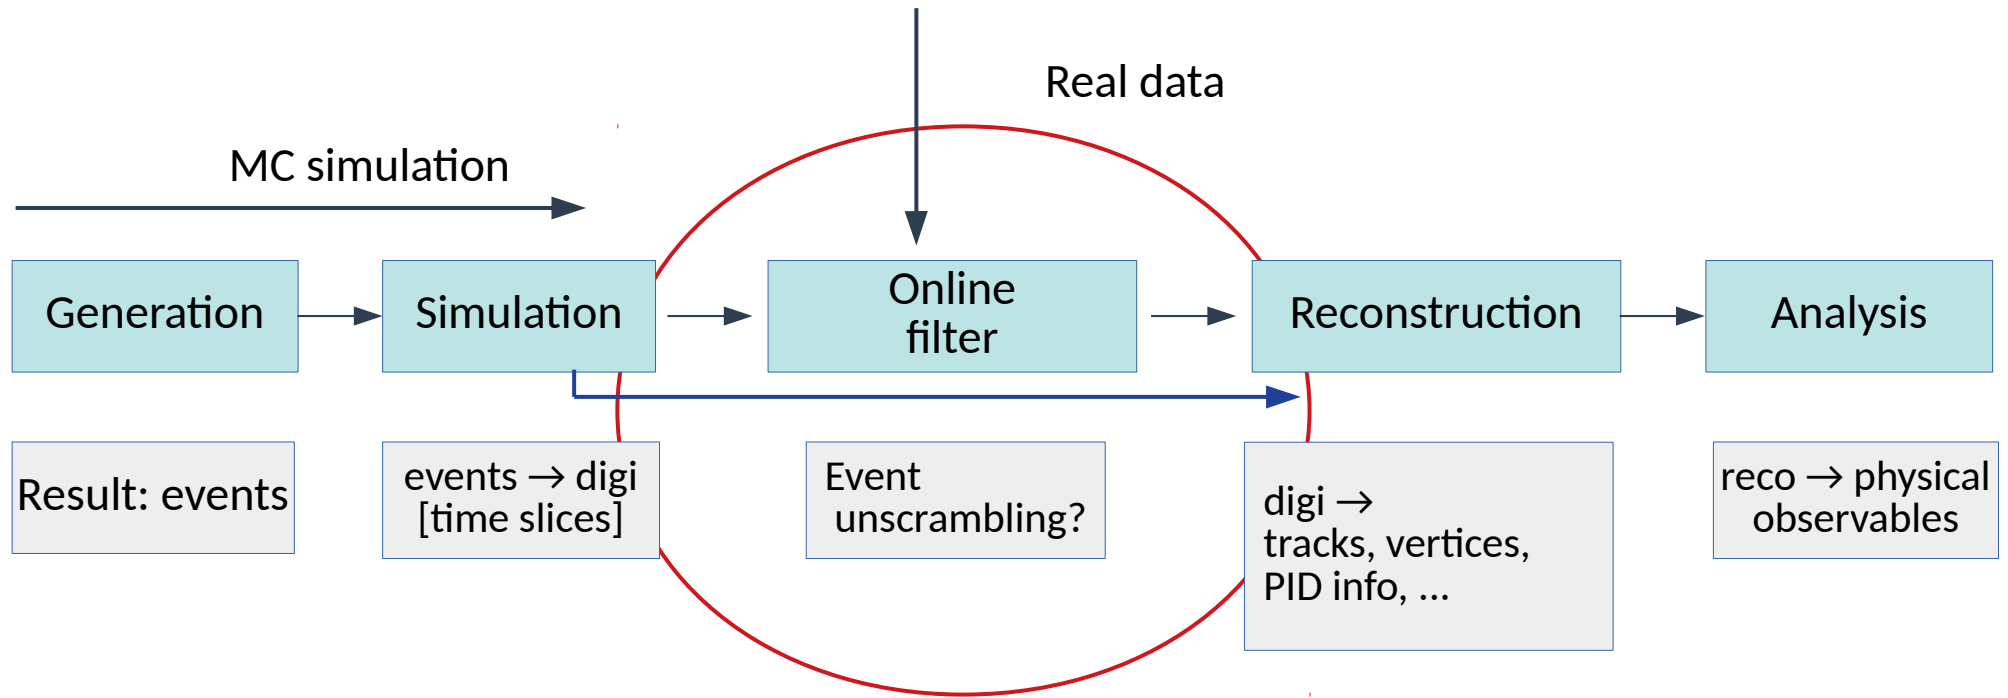 Real data
MC simulation
Generation
Simulation
Online
filter
Reconstruction
Analysis
Result: events
events → digi
[time slices]
Event
unscrambling?
digi →
tracks, vertices,
PID info, ...
reco → physical
observables